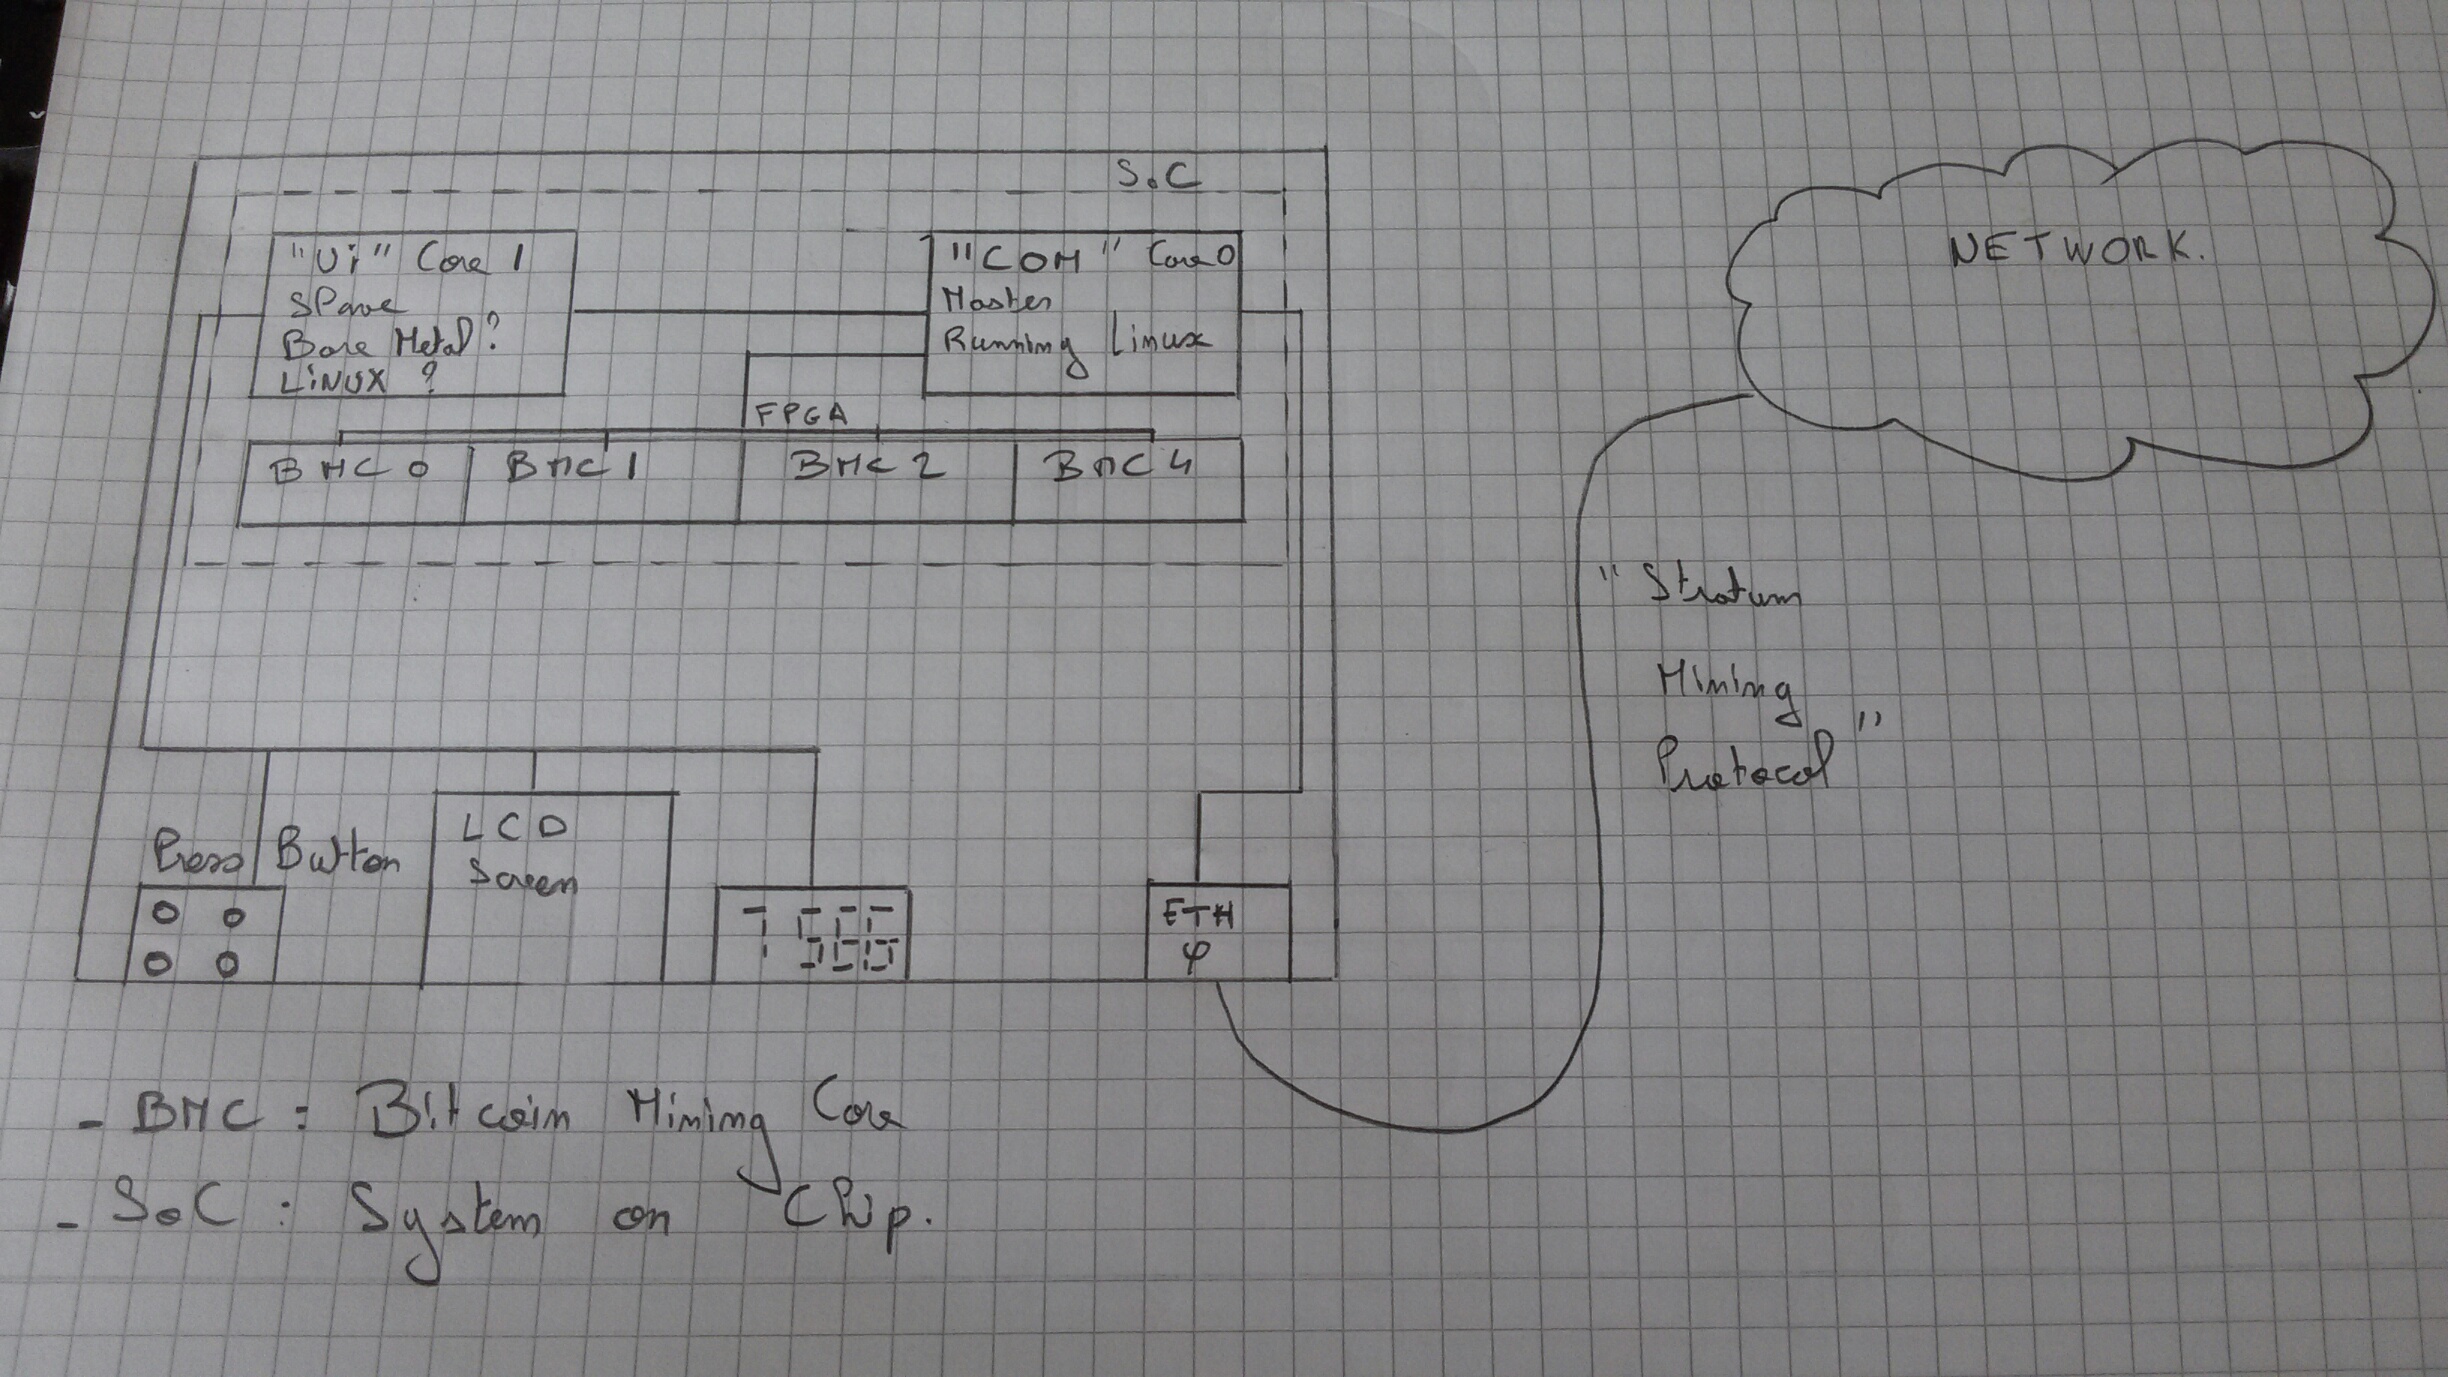 SoC
"Ui" Core 1
Slave
Bare Metal?
LiNUX ?
"COM" Core 0
Master
Running Linux
FPGA
BMC 0
BMC 1
BMC 2
BMC 4
NETWORK.
"Stratum
Mining
Protocol"
Press Button
LCD
Screen
ETH
- BMC : Bitcoin Mining Core
- SoC : System on Chip.